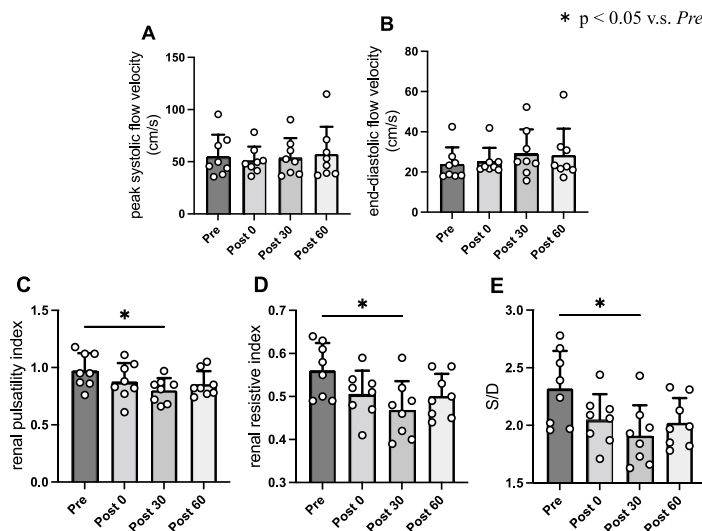 * p < 0.05 v.s. Pre
A
peak systolic flow velocity
(cm/s)
150
100
50
0
Pre
Post 0
Post 30
Post 60
B
end-diastolic flow velocity
(cm/s)
80
60
40
20
0
Pre
Post 0
Post 30
Post 60
C
renal pulsatility index
1.5
1.0
0.5
0.0
*
Pre
Post 0
Post 30
Post 60
D
renal resistive index
0.7
0.6
0.5
0.4
0.3
*
Pre
Post 0
Post 30
Post 60
E
S/D
3.0
2.5
2.0
1.5
*
Pre
Post 0
Post 30
Post 60